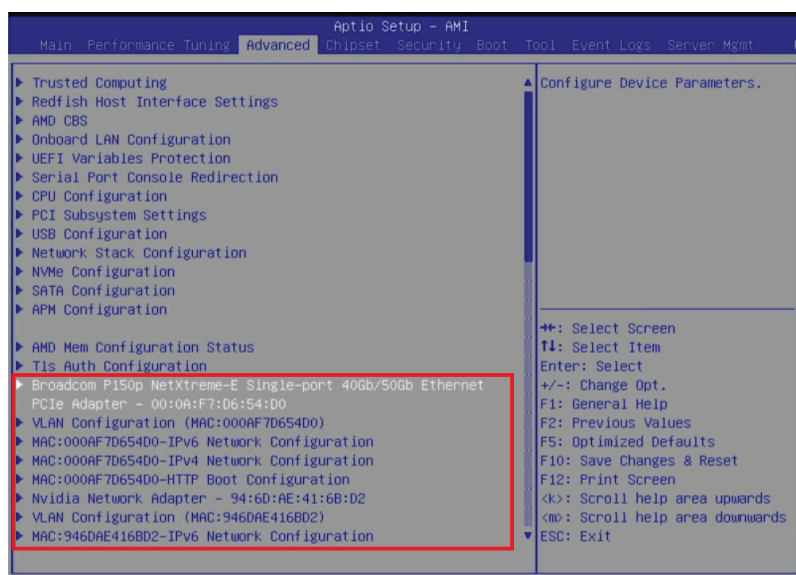 Aptio Setup - AMI
Main Performance Tuning Advanced Chipset Security Boot Tool Event Logs Server Mgmt
Trusted Computing
Redfish Host Interface Settings
AMD CBS
Onboard LAN Configuration
UEFI Variables Protection
Serial Port Console Redirection
CPU Configuration
PCI Subsystem Settings
USB Configuration
Network Stack Configuration
NVMe Configuration
SATA Configuration
APM Configuration
AMD Mem Configuration Status
Tls Auth Configuration
Broadcom P150p NetXtreme-E Single-port 40Gb/50Gb Ethernet
PCIe Adapter - 00:0A:F7:D6:54:D0
VLAN Configuration (MAC:000AF7D654D0)
MAC:000AF7D654D0-IPv6 Network Configuration
MAC:000AF7D654D0-IPv4 Network Configuration
MAC:000AF7D654D0-HTTP Boot Configuration
Nvidia Network Adapter - 94:6D:AE:41:6B:D2
VLAN Configuration (MAC:946DAE416BD2)
MAC:946DAE416BD2-IPv6 Network Configuration
Configure Device Parameters.
→←: Select Screen
↑↓: Select Item
Enter: Select
+/-: Change Opt.
F1: General Help
F2: Previous Values
F5: Optimized Defaults
F10: Save Changes & Reset
F12: Print Screen
<k>: Scroll help area upwards
<m>: Scroll help area downwards
ESC: Exit